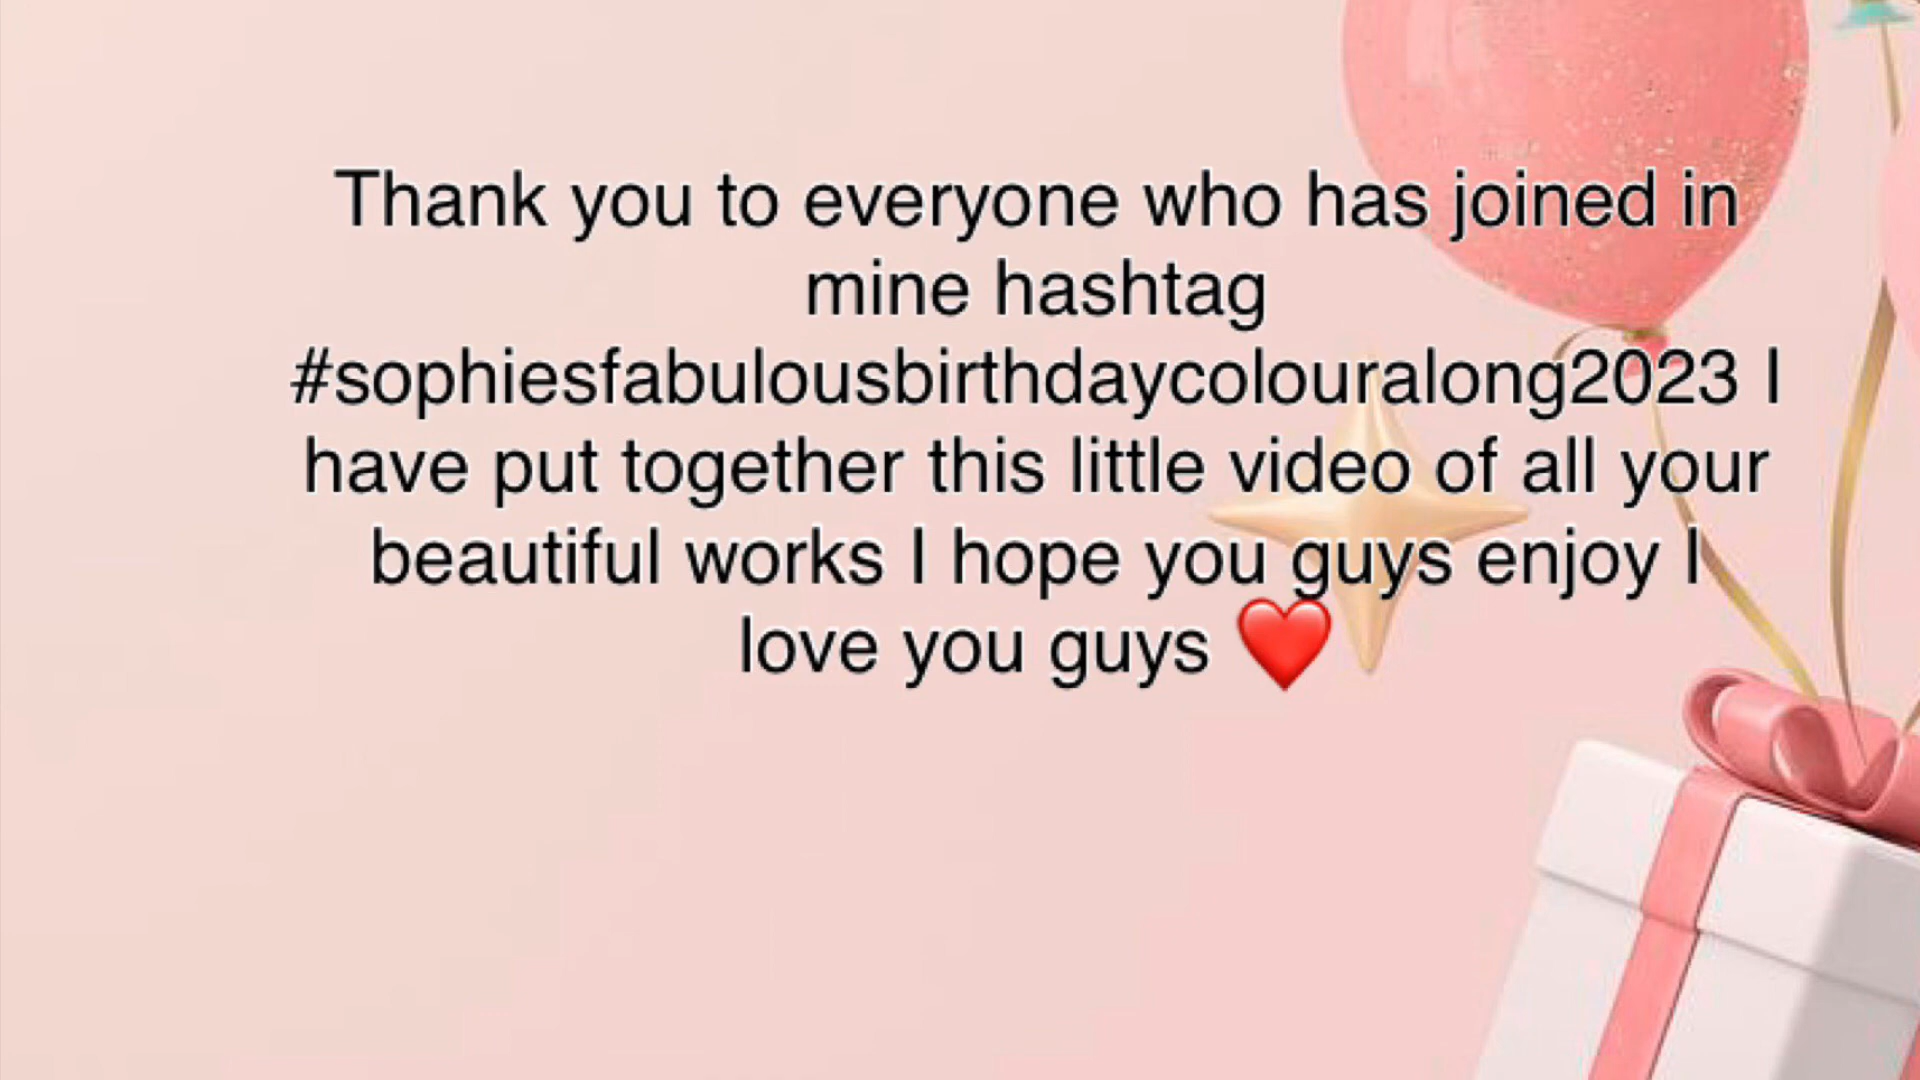 Thank you to everyone who has joined in
mine hashtag
#sophiesfabulousbirthdaycolouralong2023 I
have put together this little video of all your
beautiful works I hope you guys enjoy I
love you guys ❤️